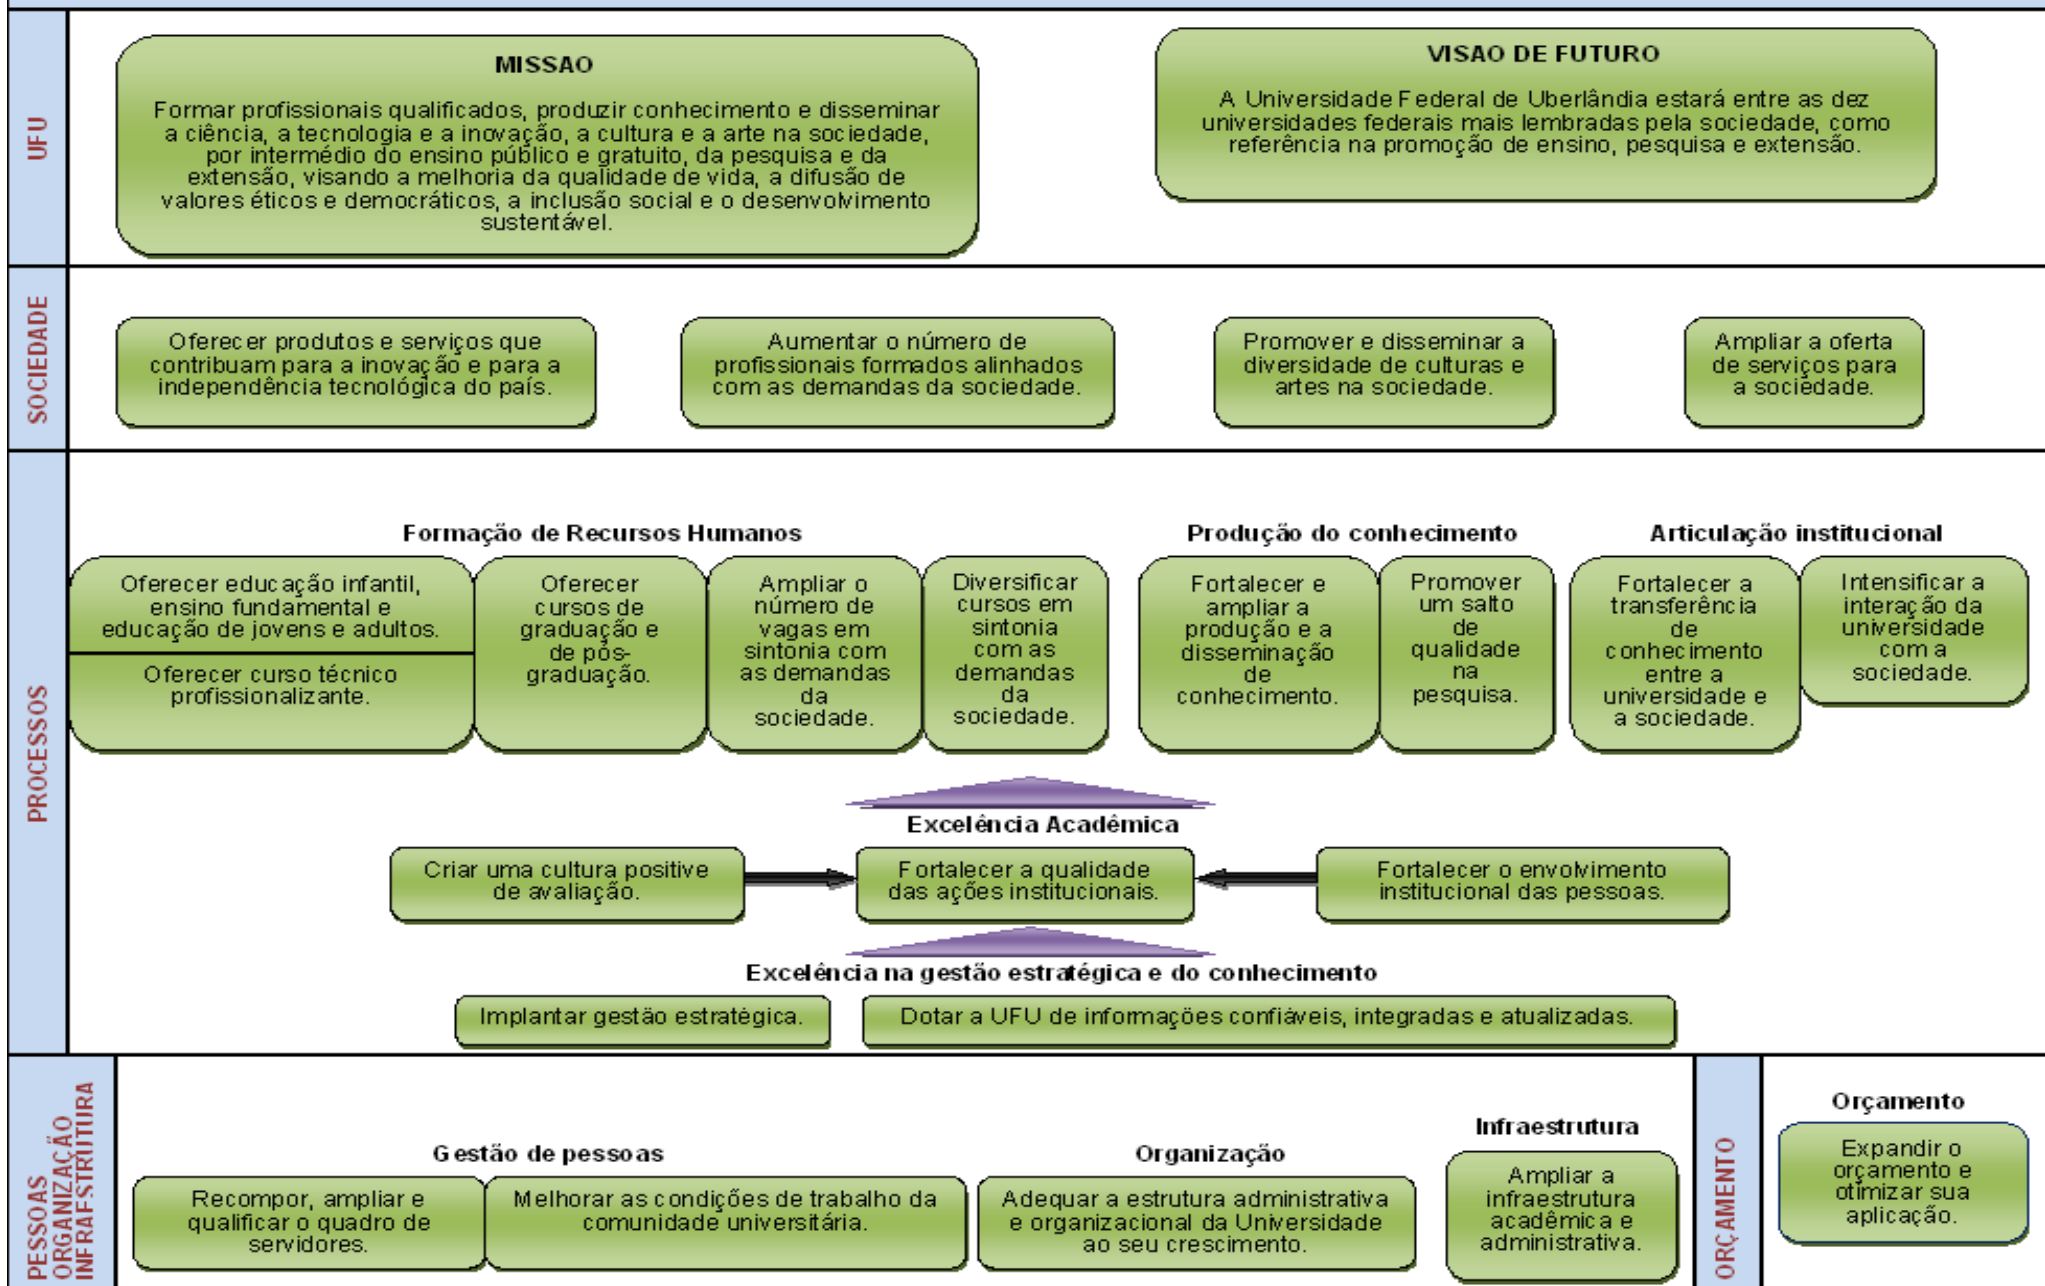 UFU
MISSAO
Formar profissionais qualificados, produzir conhecimento e disseminar
a ciência, a tecnologia e a inovação, a cultura e a arte na sociedade,
por intermédio do ensino público e gratuito, da pesquisa e da
extensão, visando a melhoria da qualidade de vida, a difusão de
valores éticos e democráticos, a inclusão social e o desenvolvimento
sustentável.
VISAO DE FUTURO
A Universidade Federal de Uberlândia estará entre as dez
universidades federais mais lembradas pela sociedade, como
referência na promoção de ensino, pesquisa e extensão.
SOCIEDADE
Oferecer produtos e serviços que
contribuam para a inovação e para a
independência tecnológica do país.
Aumentar o número de
profissionais formados alinhados
com as demandas da sociedade.
Promover e disseminar a
diversidade de culturas e
artes na sociedade.
Ampliar a oferta
de serviços para
a sociedade.
PROCESSOS
Formação de Recursos Humanos
Oferecer educação infantil,
ensino fundamental e
educação de jovens e adultos.
Oferecer curso técnico
profissionalizante.
Oferecer
cursos de
graduação e
de pós-
graduação.
Ampliar o
número de
vagas em
sintonia com
as demandas
da
sociedade.
Diversificar
cursos em
sintonia
com as
demandas
da
sociedade.
Produção do conhecimento
Fortalecer e
ampliar a
produção e a
disseminação
de
conhecimento.
Promover
um salto
de
qualidade
na
pesquisa.
Articulação institucional
Fortalecer a
transferência
de
conhecimento
entre a
universidade e
a sociedade.
Intensificar a
interação da
universidade
com a
sociedade.
Excelência Acadêmica
Criar uma cultura positive
de avaliação.
Fortalecer a qualidade
das ações institucionais.
Fortalecer o envolvimento
institucional das pessoas.
Excelência na gestão estratégica e do conhecimento
Implantar gestão estratégica.
Dotar a UFU de informações confiáveis, integradas e atualizadas.
PESSOAS
ORGANIZAÇÃO
INFRAESTRUTURA
Gestão de pessoas
Recompor, ampliar e
qualificar o quadro de
servidores.
Melhorar as condições de trabalho da
comunidade universitária.
Organização
Adequar a estrutura administrativa
e organizacional da Universidade
ao seu crescimento.
Infraestrutura
Ampliar a
infraestrutura
acadêmica e
administrativa.
ORÇAMENTO
Orçamento
Expandir o
orçamento e
otimizar sua
aplicação.